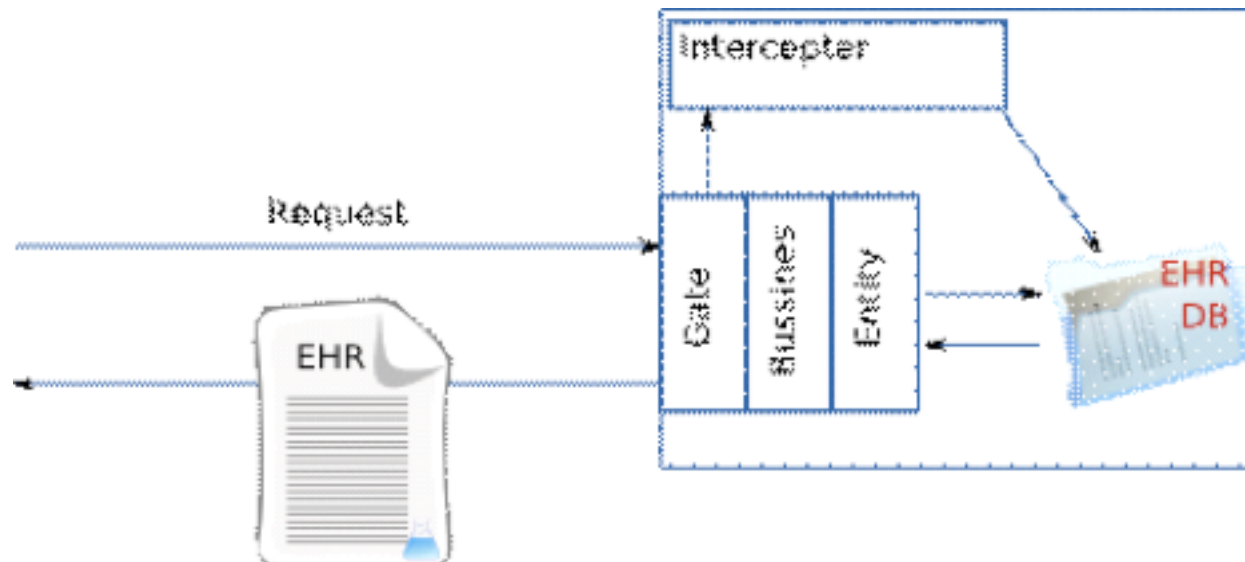 Intercepter
Request
Gate
Bussines
Entity
EHR
DB
EHR